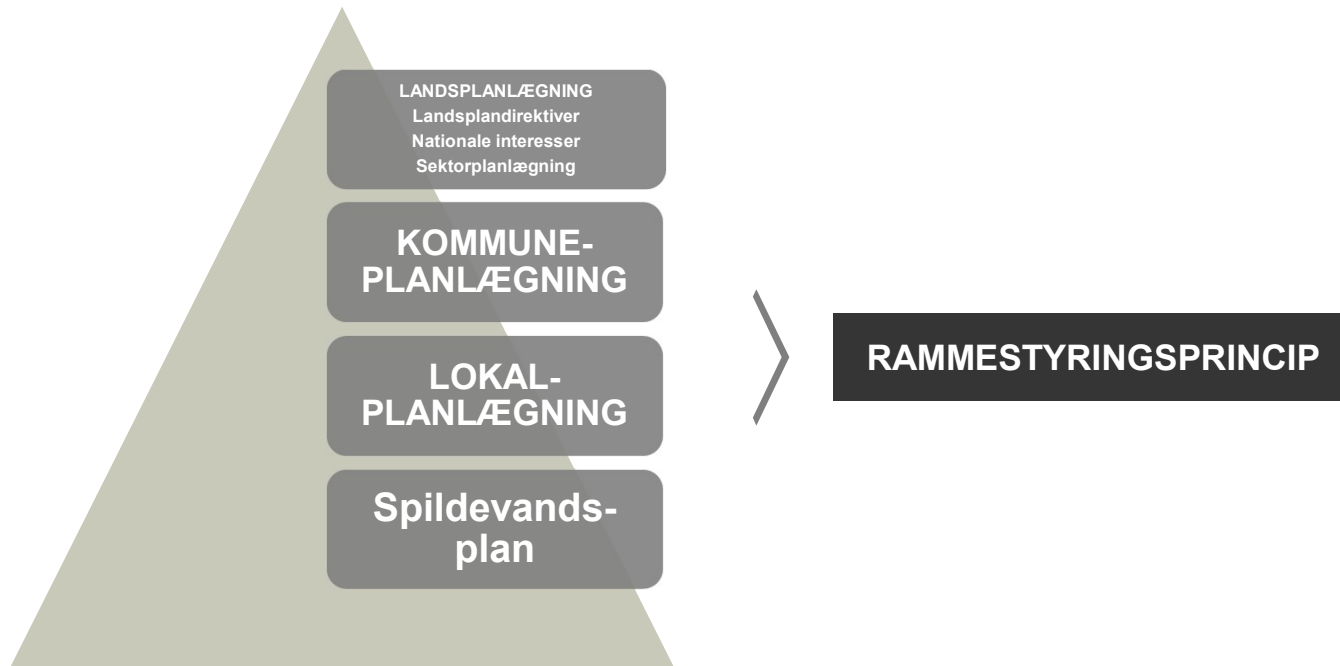 LANDSPLANLÆGNING
Landsplandirektiver
Nationale interesser
Sektorplanlægning
KOMMUNE-
PLANLÆGNING
LOKAL-
PLANLÆGNING
Spildevands-
plan
RAMMESTYRINGSPRINCIP